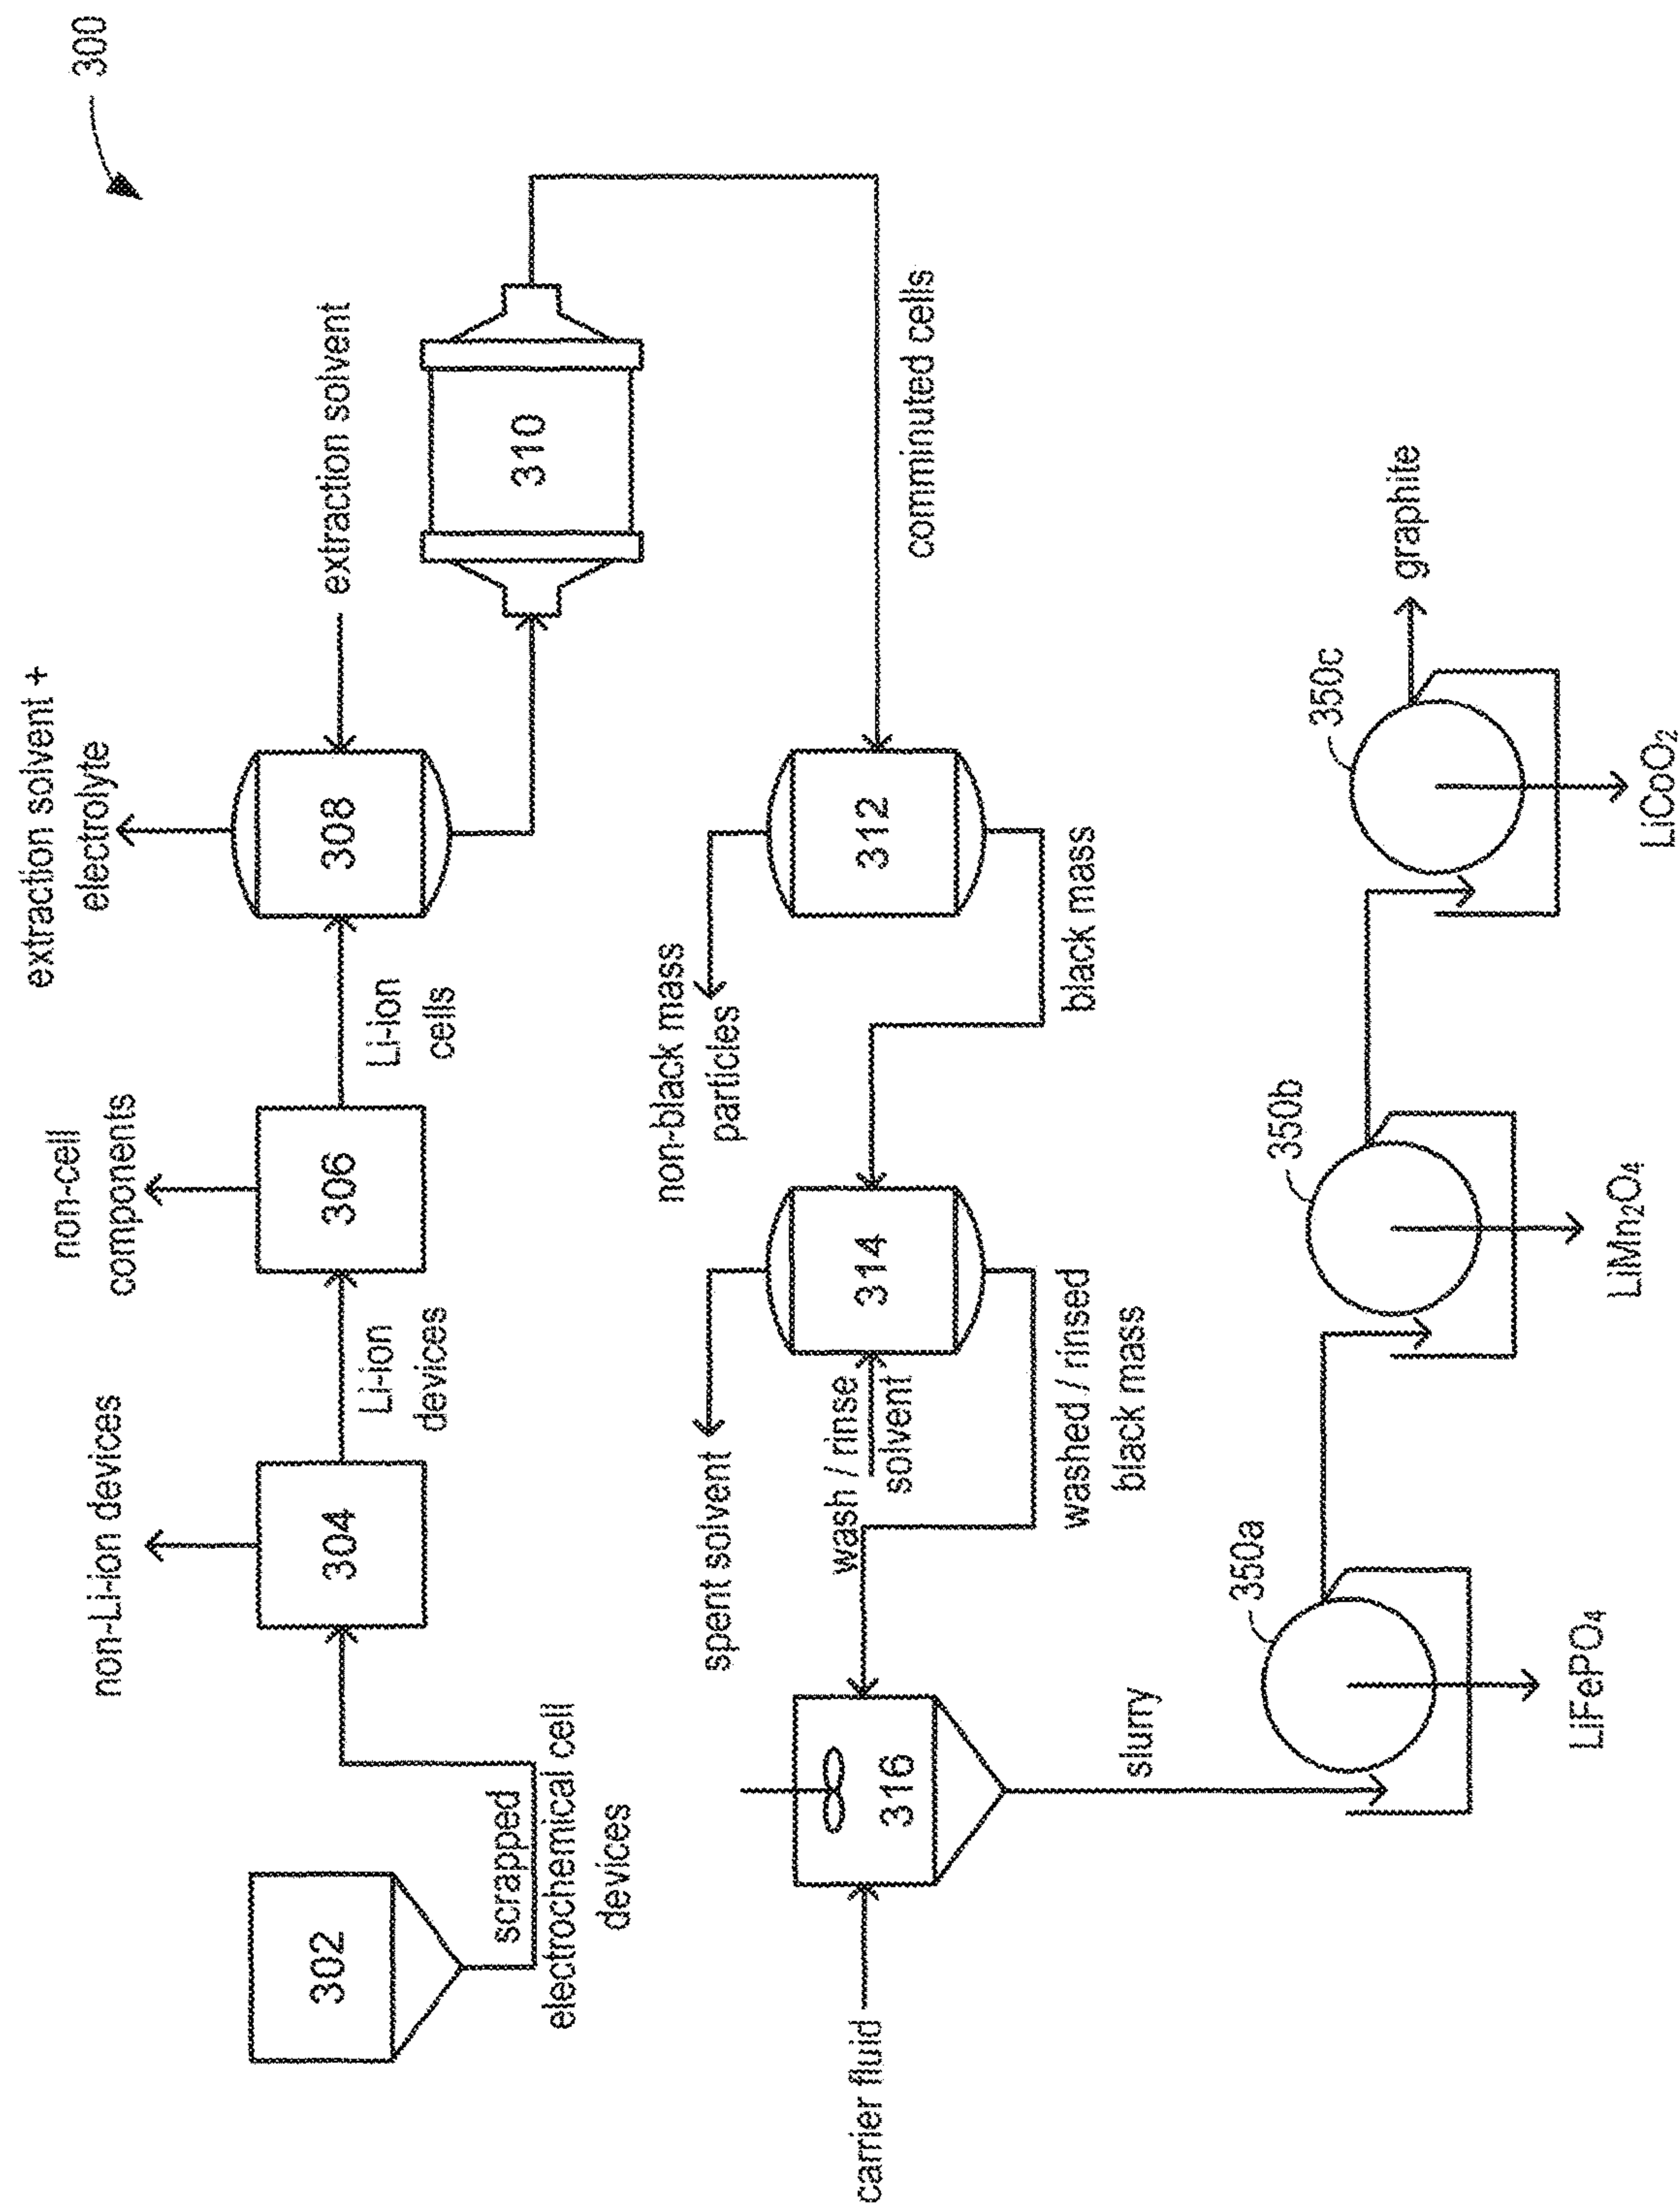 300
extraction solvent +
electrolyte
non-cell
components
non-Li-ion devices
302
scrapped
electrochemical cell
devices
304
Li-ion
devices
306
Li-ion
cells
308
extraction solvent
310
comminuted cells
312
non-black mass
particles
black mass
314
spent solvent
wash / rinse
solvent
washed / rinsed
black mass
316
carrier fluid
slurry
350a
LiFePO₄
350b
LiMn₂O₄
350c
LiCoO₂
graphite